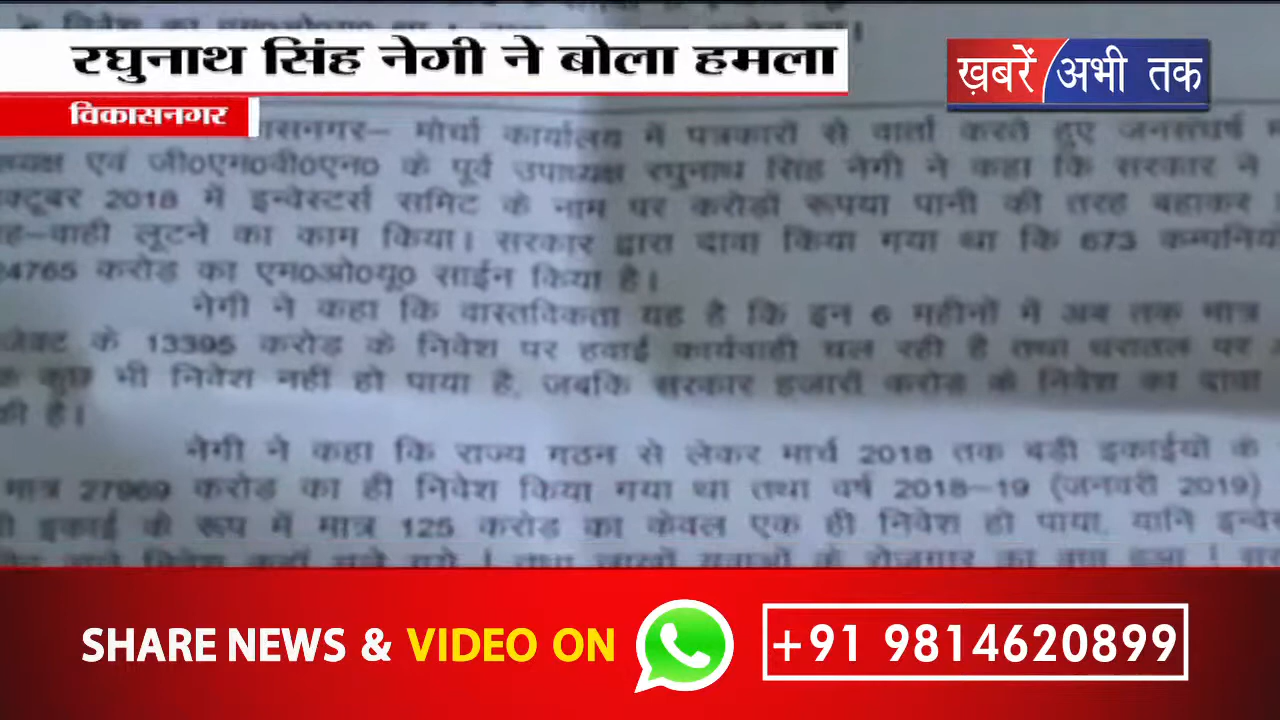 रघुनाथ सिंह नेगी ने बोला हमला
ख़बरें अभी तक
विकासनगर
मोर्चा कार्यालय में पत्रकारों से वार्ता करते हुए जनसंघर्ष
एवं जी0एम0वी0एन0 के पूर्व उपाध्यक्ष रघुनाथ सिंह नेगी ने कहा कि सरकार ने
2018 में इन्वेस्टर्स समिट के नाम पर करोड़ों रूपया पानी की तरह बहाकर
वाही लूटने का काम किया। सरकार द्वारा दावा किया गया था कि 673
4765 करोड़ का एम0ओ0यू0 साईन किया है।
नेगी ने कहा कि वास्तविकता यह है कि इन 6 महीनों में अब तक मात्र
के 13395 करोड़ के निवेश पर हवाई कार्यवाही चल रही है तथा धरातल पर
कुछ भी निवेश नहीं हो पाया है, जबकि सरकार हजारों करोड़ के निवेश का दावा
है।
नेगी ने कहा कि राज्य गठन से लेकर मार्च 2018 तक बड़ी इकाईयों के
मात्र 27969 करोड़ का ही निवेश किया गया था तथा वर्ष 2018-19 (जनवरी 2019)
इकाई के रूप में मात्र 125 करोड़ का केवल एक ही निवेश हो पाया, यानि
SHARE NEWS & VIDEO ON
+91 9814620899